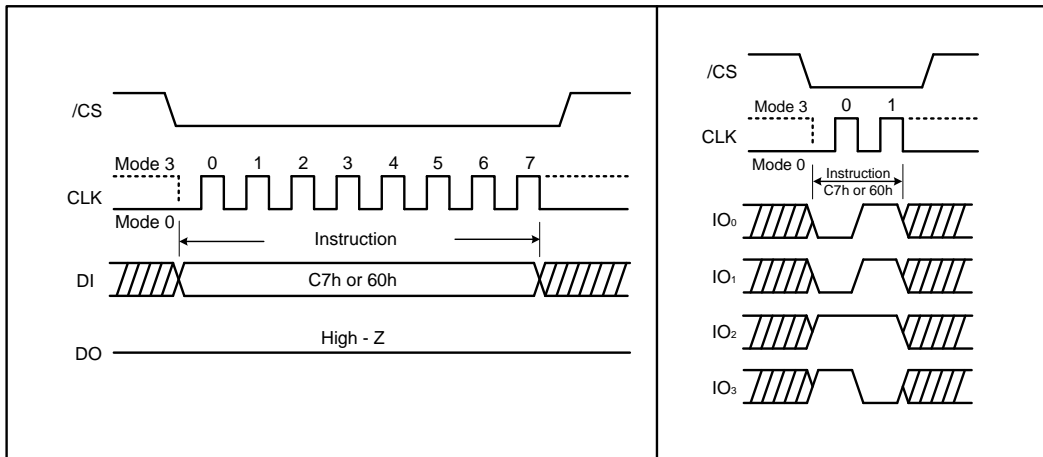 /CS
Mode 3 0 1 2 3 4 5 6 7
CLK
Mode 0
Instruction
DI C7h or 60h
High - Z
DO
/CS
Mode 3 0 1
CLK
Mode 0
Instruction
C7h or 60h
IO₀
IO₁
IO₂
IO₃